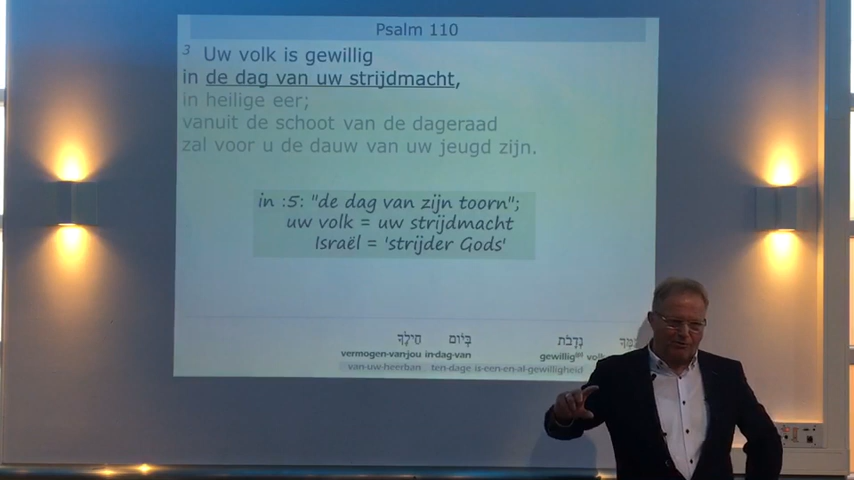 Psalm 110
3 Uw volk is gewillig
in de dag van uw strijdmacht,
in heilige eer;
vanuit de schoot van de dageraad
zal voor u de dauw van uw jeugd zijn.
in :5: "de dag van zijn toorn";
uw volk = uw strijdmacht
Israël = 'strijder Gods'
נְדָבֹת בְּיוֹם חֵילֶךָ
vermogen-van-jou in-dag-van gewillig
van-uw-heerban ten-dage is-een-en-al-gewilligheid